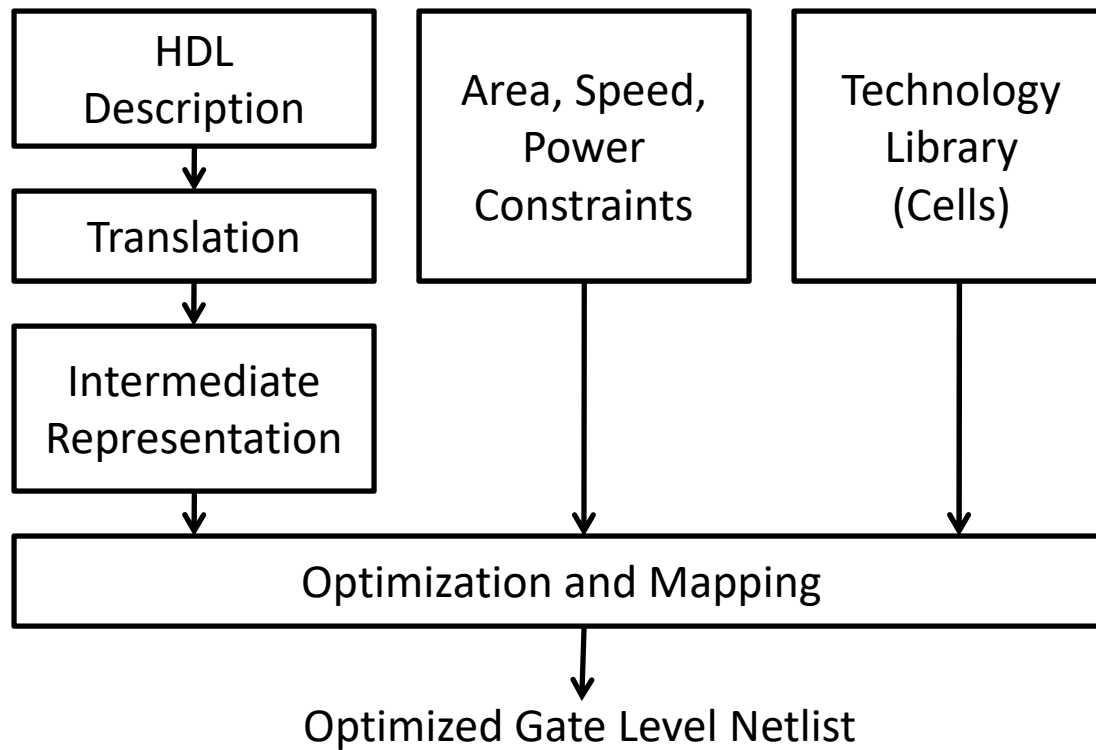 HDL
Description
Translation
Intermediate
Representation
Area, Speed,
Power
Constraints
Technology
Library
(Cells)
Optimization and Mapping
Optimized Gate Level Netlist